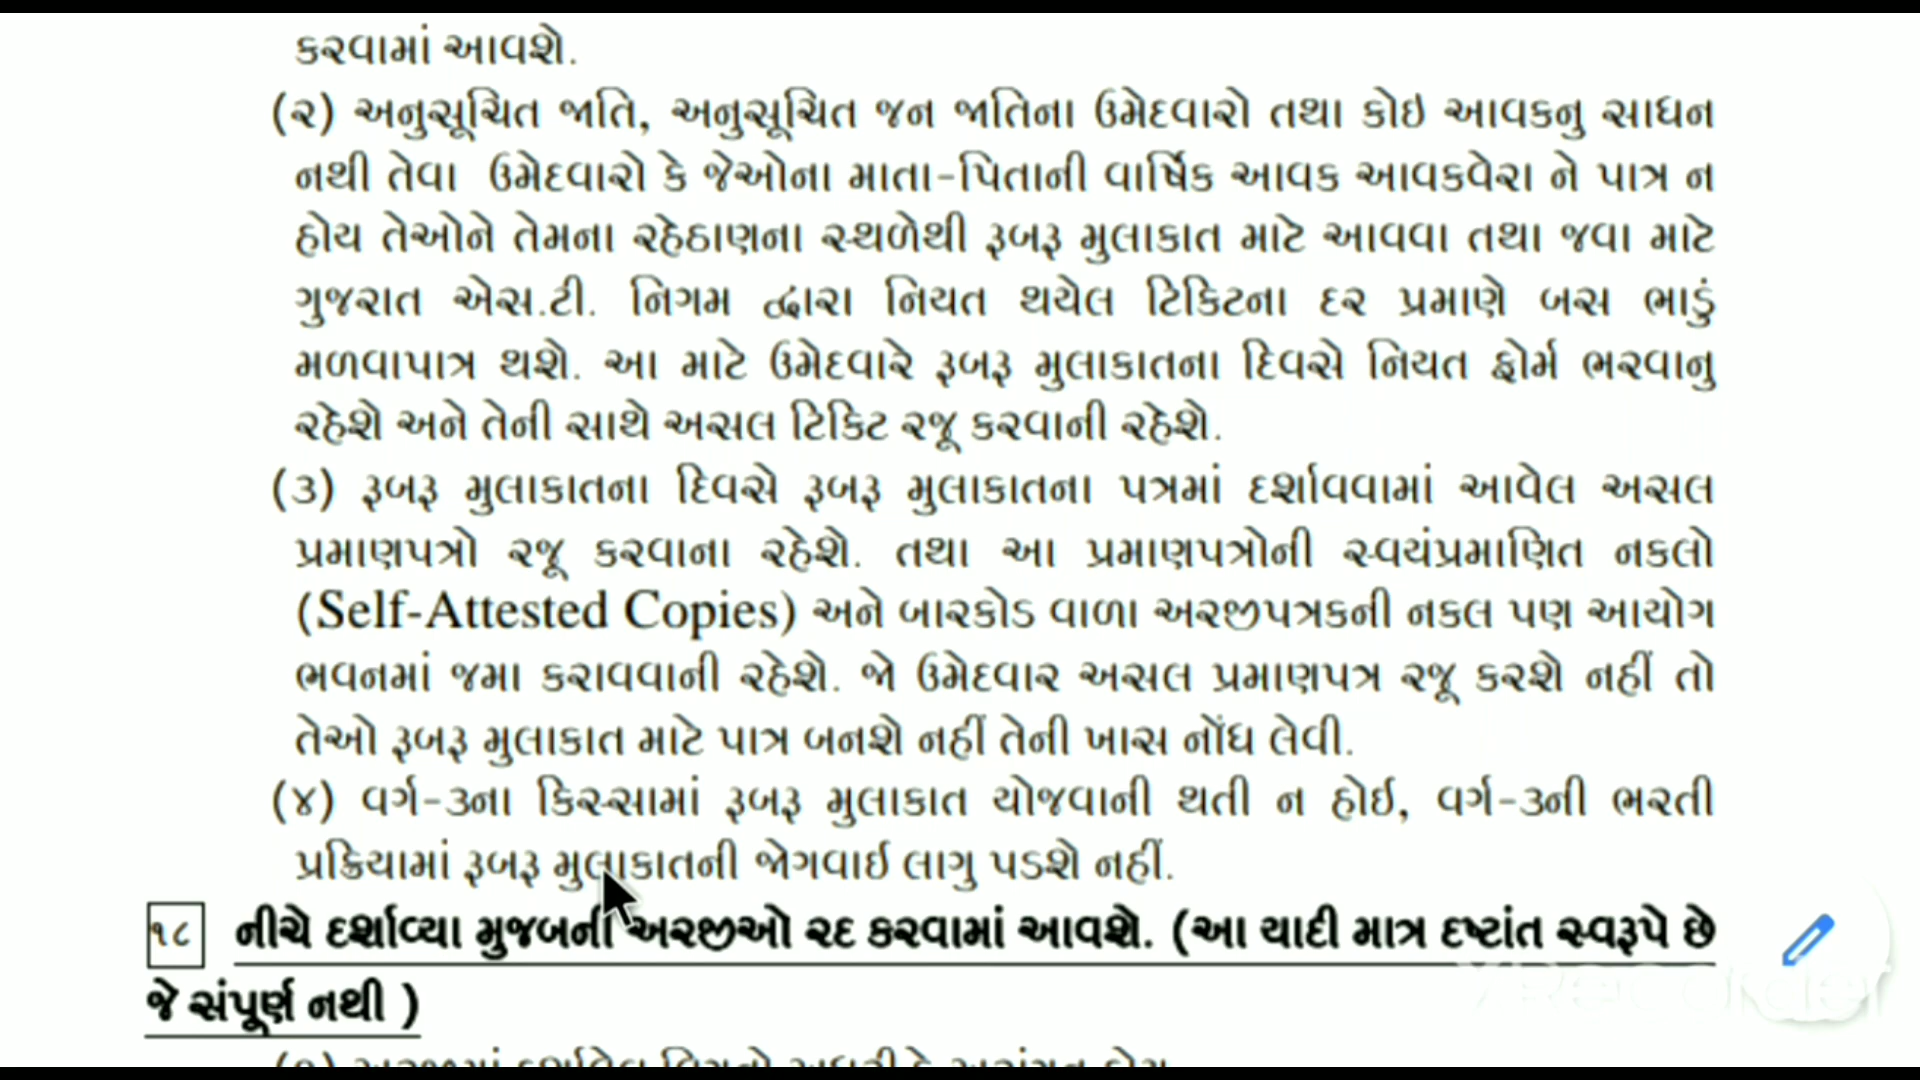 કરવામાં આવશે.
(૨) અનુસૂચિત જાતિ, અનુસૂચિત જન જાતિના ઉમેદવારો તથા કોઇ આવકનુ સાધન
નથી તેવા ઉમેદવારો કે જેઓના માતા-પિતાની વાર્ષિક આવક આવકવેરા ને પાત્ર ન
હોય તેઓને તેમના રહેઠાણના સ્થળેથી રૂબરૂ મુલાકાત માટે આવવા તથા જવા માટે
ગુજરાત એસ.ટી. નિગમ દ્વારા નિયત થયેલ ટિકિટના દર પ્રમાણે બસ ભાડું
મળવાપાત્ર થશે. આ માટે ઉમેદવારે રૂબરૂ મુલાકાતના દિવસે નિયત ફોર્મ ભરવાનુ
રહેશે અને તેની સાથે અસલ ટિકિટ રજૂ કરવાની રહેશે.
(૩) રૂબરૂ મુલાકાતના દિવસે રૂબરૂ મુલાકાતના પત્રમાં દર્શાવવામાં આવેલ અસલ
પ્રમાણપત્રો રજૂ કરવાના રહેશે. તથા આ પ્રમાણપત્રોની સ્વયંપ્રમાણિત નકલો
(Self-Attested Copies) અને બારકોડ વાળા અરજીપત્રકની નકલ પણ આયોગ
ભવનમાં જમા કરાવવાની રહેશે. જો ઉમેદવાર અસલ પ્રમાણપત્ર રજૂ કરશે નહીં તો
તેઓ રૂબરૂ મુલાકાત માટે પાત્ર બનશે નહીં તેની ખાસ નોંધ લેવી.
(૪) વર્ગ-૩ના કિસ્સામાં રૂબરૂ મુલાકાત યોજવાની થતી ન હોઈ, વર્ગ-૩ની ભરતી
પ્રક્રિયામાં રૂબરૂ મુલાકાતની જોગવાઈ લાગુ પડશે નહીં.
૧૮ નીચે દર્શાવ્યા મુજબની અરજીઓ રદ કરવામાં આવશે. (આ યાદી માત્ર દષ્ટાંત સ્વરૂપે છે
જે સંપૂર્ણ નથી )